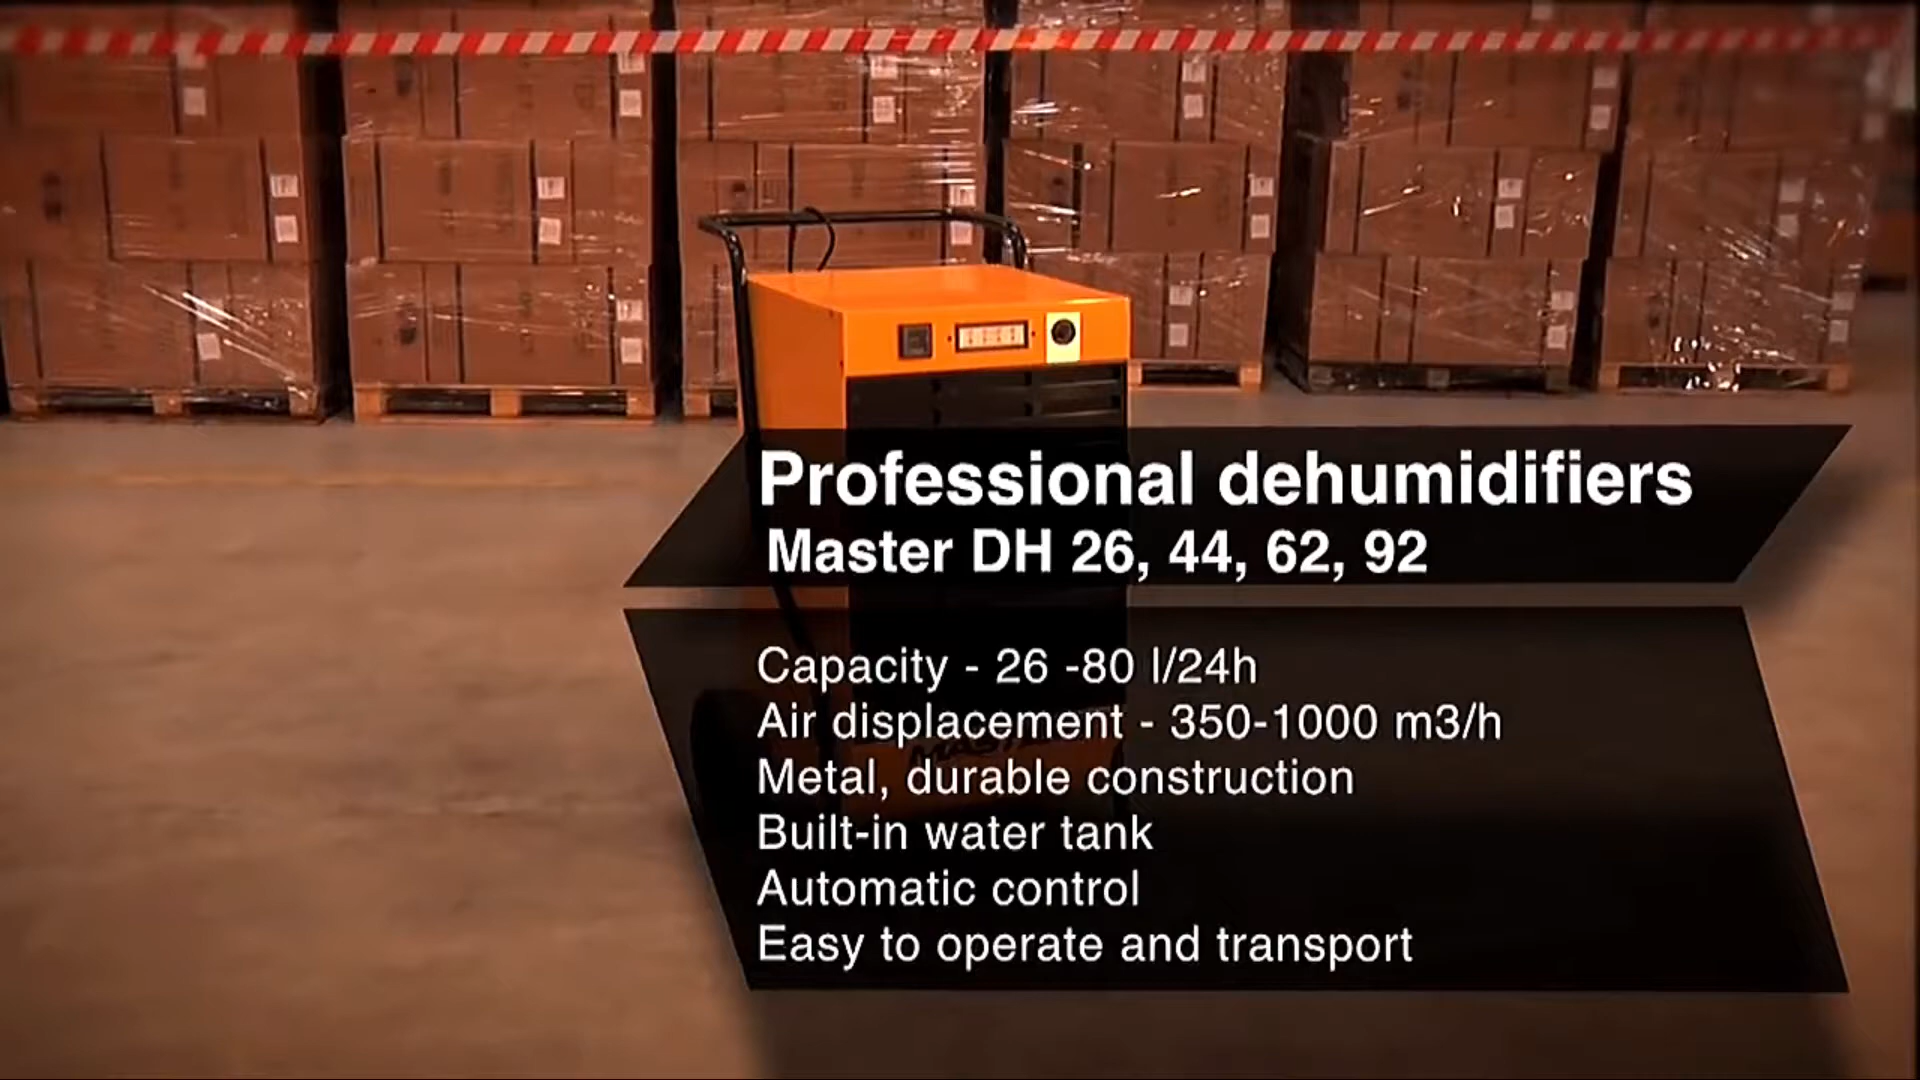 Professional dehumidifiers
Master DH 26, 44, 62, 92
Capacity - 26 -80 l/24h
Air displacement - 350-1000 m3/h
Metal, durable construction
Built-in water tank
Automatic control
Easy to operate and transport
MASTER